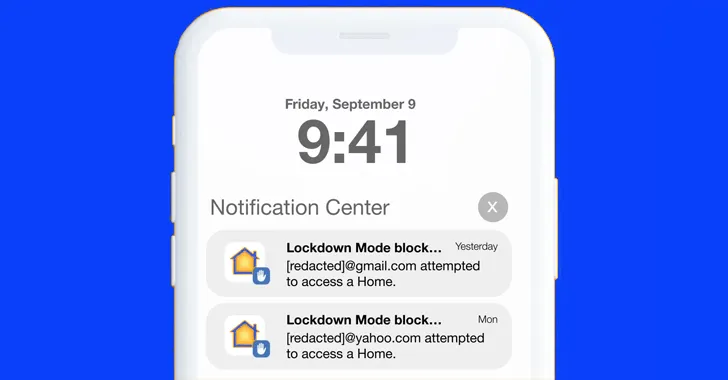 Friday, September 9
9:41
Notification Center
X
Lockdown Mode block...
Yesterday
[redacted]@gmail.com attempted
to access a Home.
Lockdown Mode block...
Mon
[redacted]@yahoo.com attempted
to access a Home.